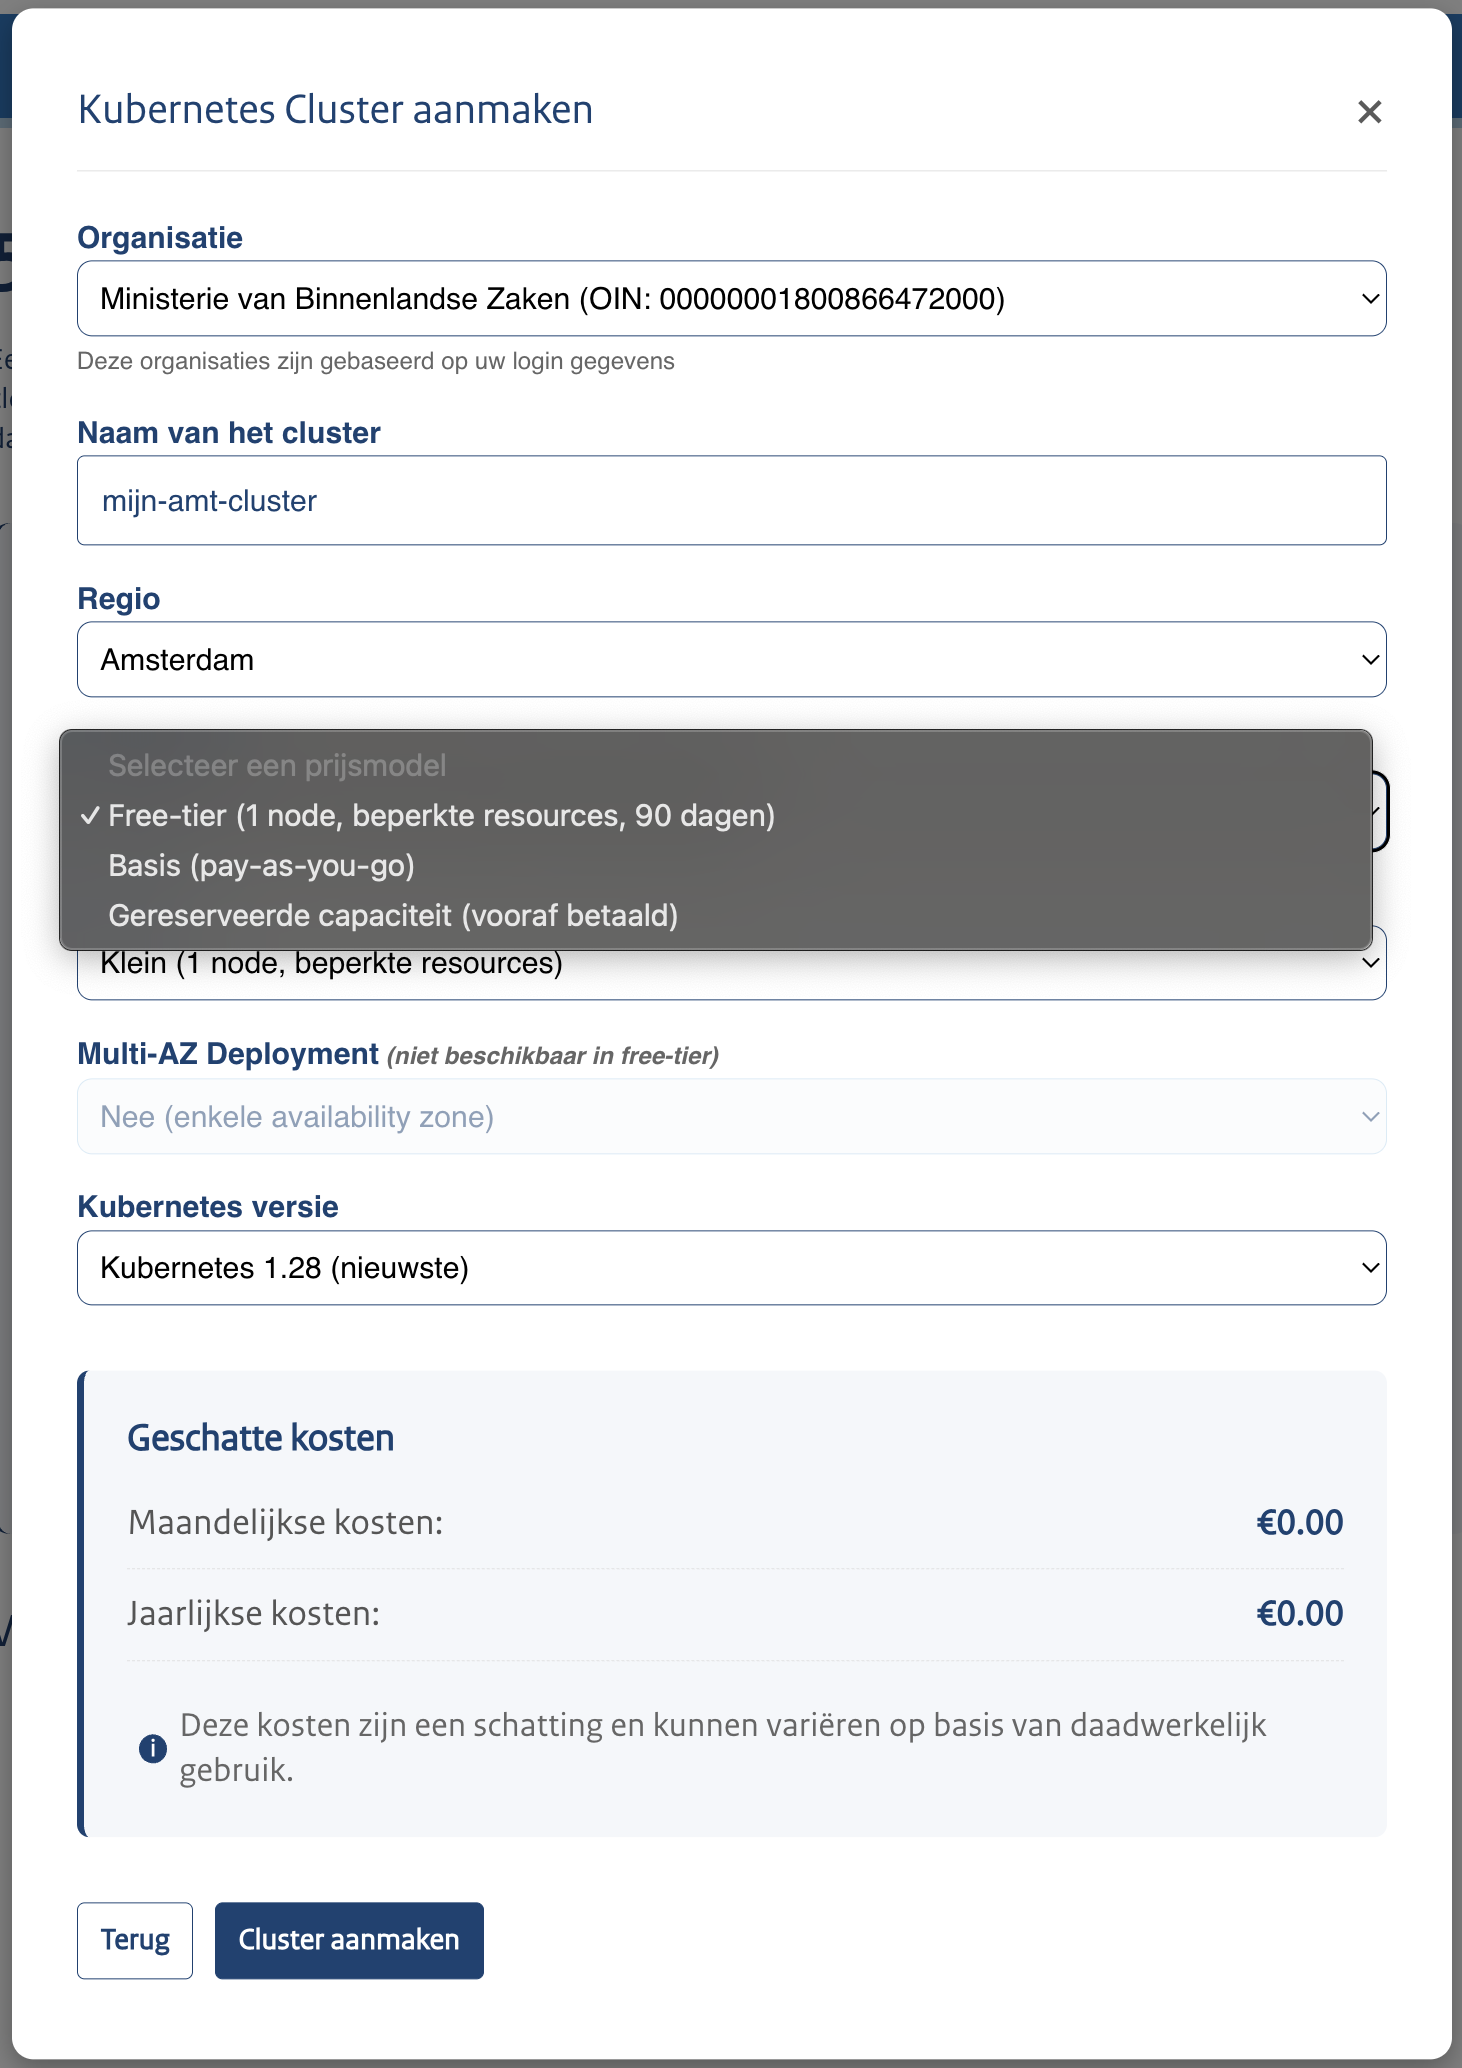 Kubernetes Cluster aanmaken
Organisatie
Ministerie van Binnenlandse Zaken (OIN: 00000001800866472000)
Deze organisaties zijn gebaseerd op uw login gegevens
Naam van het cluster
mijn-amt-cluster
Regio
Amsterdam
Selecteer een prijsmodel
✓ Free-tier (1 node, beperkte resources, 90 dagen)
Basis (pay-as-you-go)
Gereserveerde capaciteit (vooraf betaald)
Klein (1 node, beperkte resources)
Multi-AZ Deployment (niet beschikbaar in free-tier)
Nee (enkele availability zone)
Kubernetes versie
Kubernetes 1.28 (nieuwste)
Geschatte kosten
Maandelijkse kosten: €0.00
Jaarlijkse kosten: €0.00
Deze kosten zijn een schatting en kunnen variëren op basis van daadwerkelijk
gebruik.
Terug
Cluster aanmaken